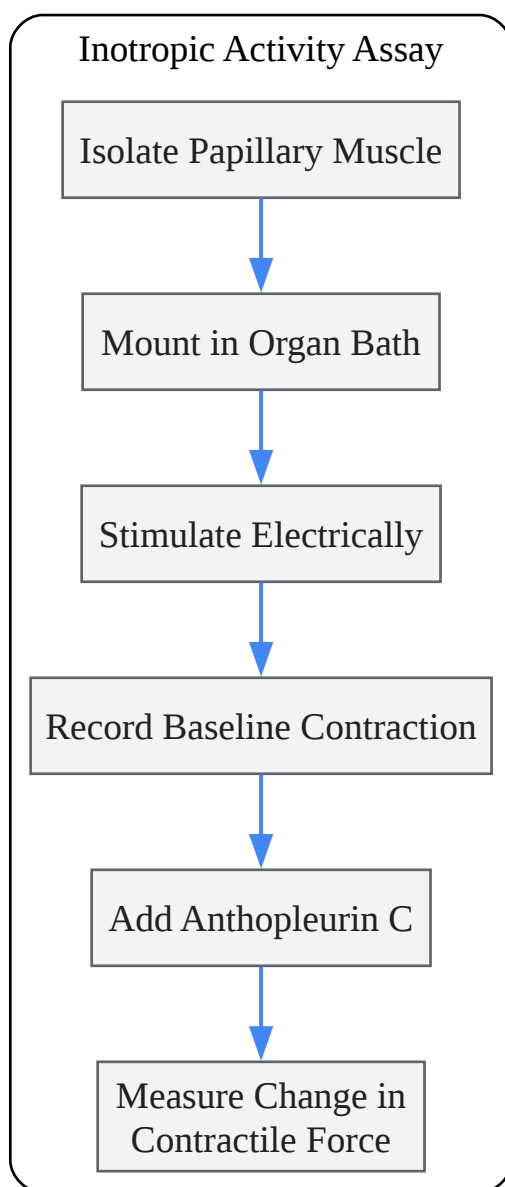 Inotropic Activity Assay
Isolate Papillary Muscle
Mount in Organ Bath
Stimulate Electrically
Record Baseline Contraction
Add Anthopleurin C
Measure Change in
Contractile Force